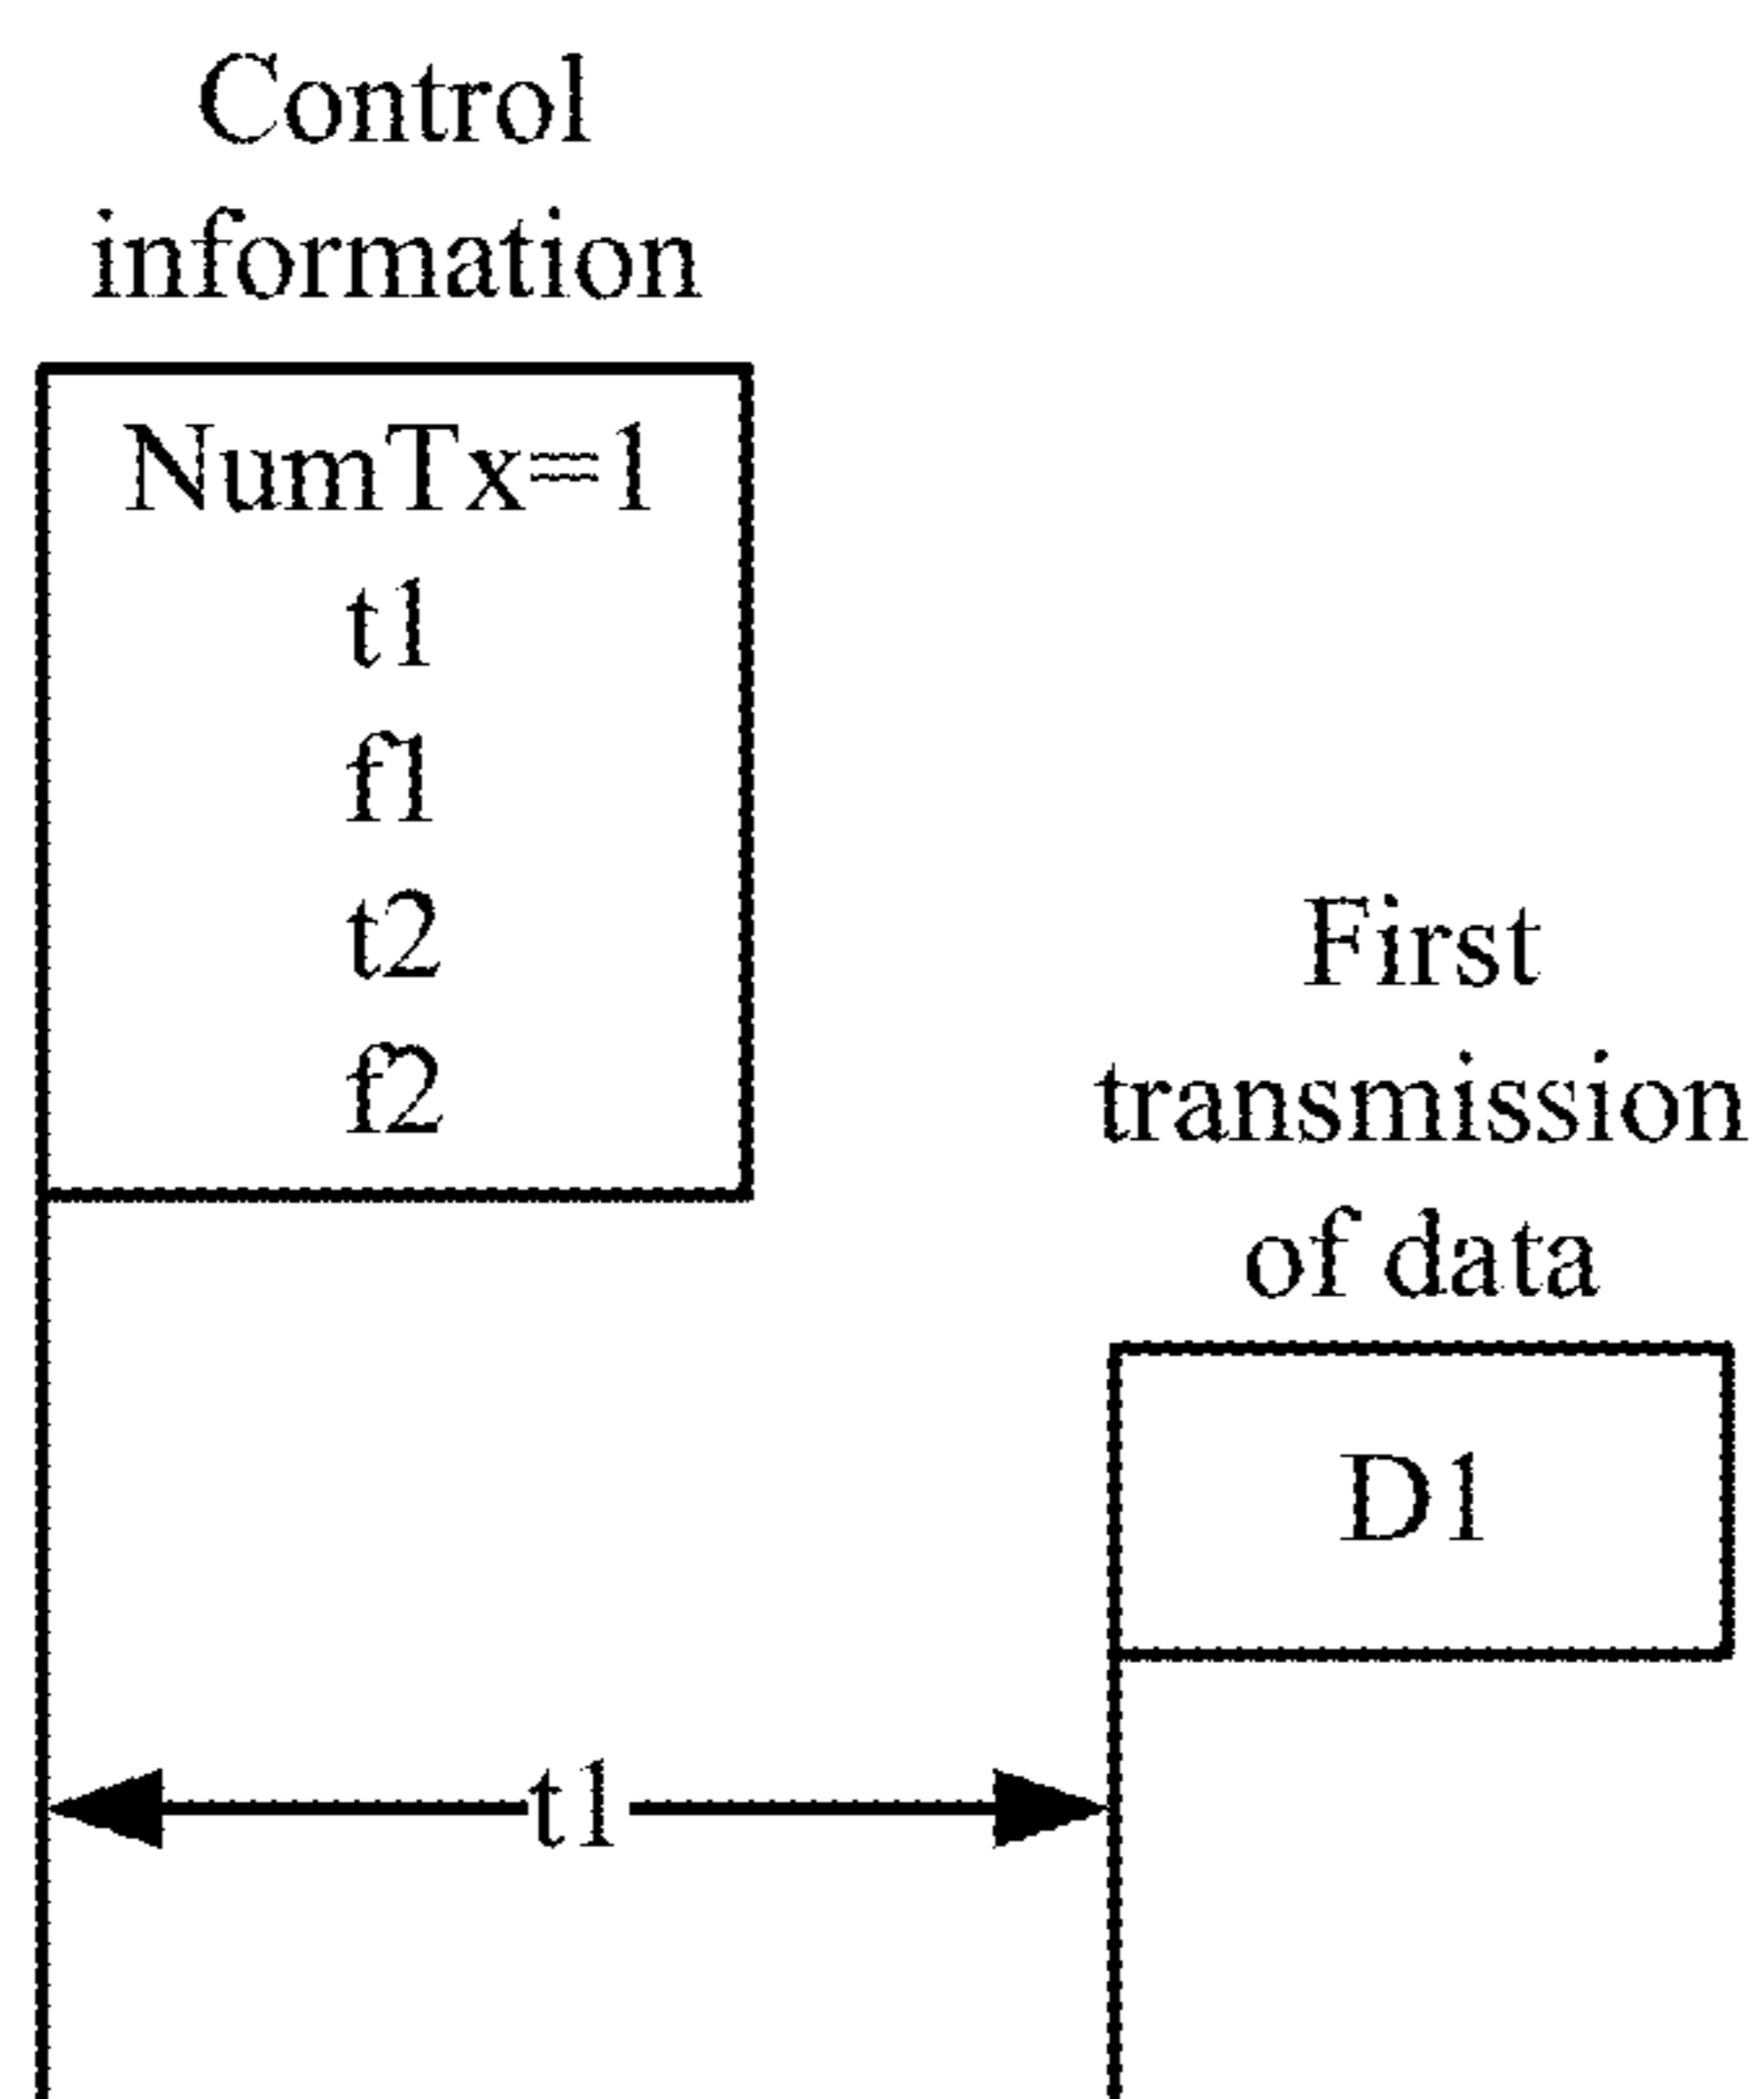 Control
information
NumTx=1
t1
f1
t2
f2
First
transmission
of data
D1
t1